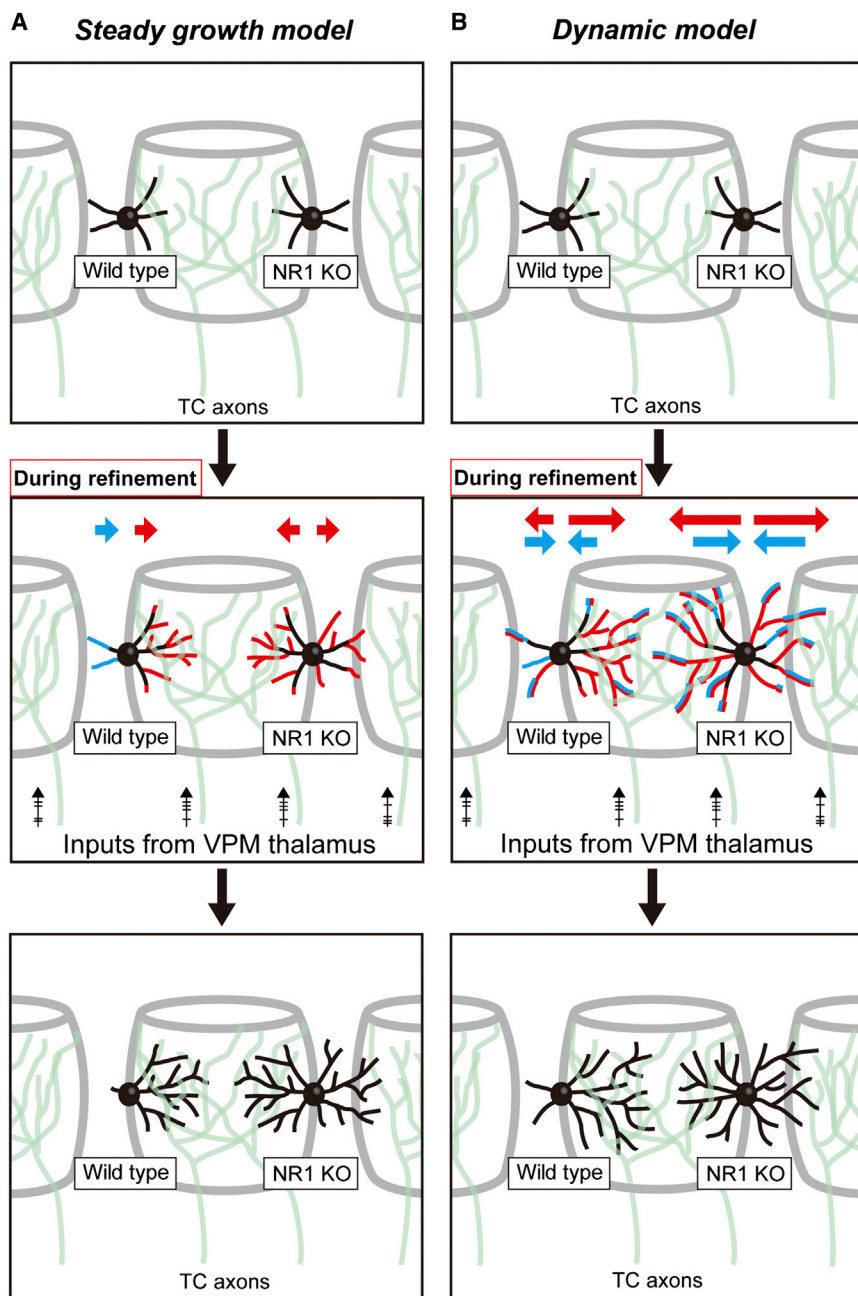 A
Steady growth model
Wild type
NR1 KO
TC axons
During refinement
Wild type
NR1 KO
Inputs from VPM thalamus
Wild type
NR1 KO
TC axons
B
Dynamic model
Wild type
NR1 KO
TC axons
During refinement
Wild type
NR1 KO
Inputs from VPM thalamus
Wild type
NR1 KO
TC axons